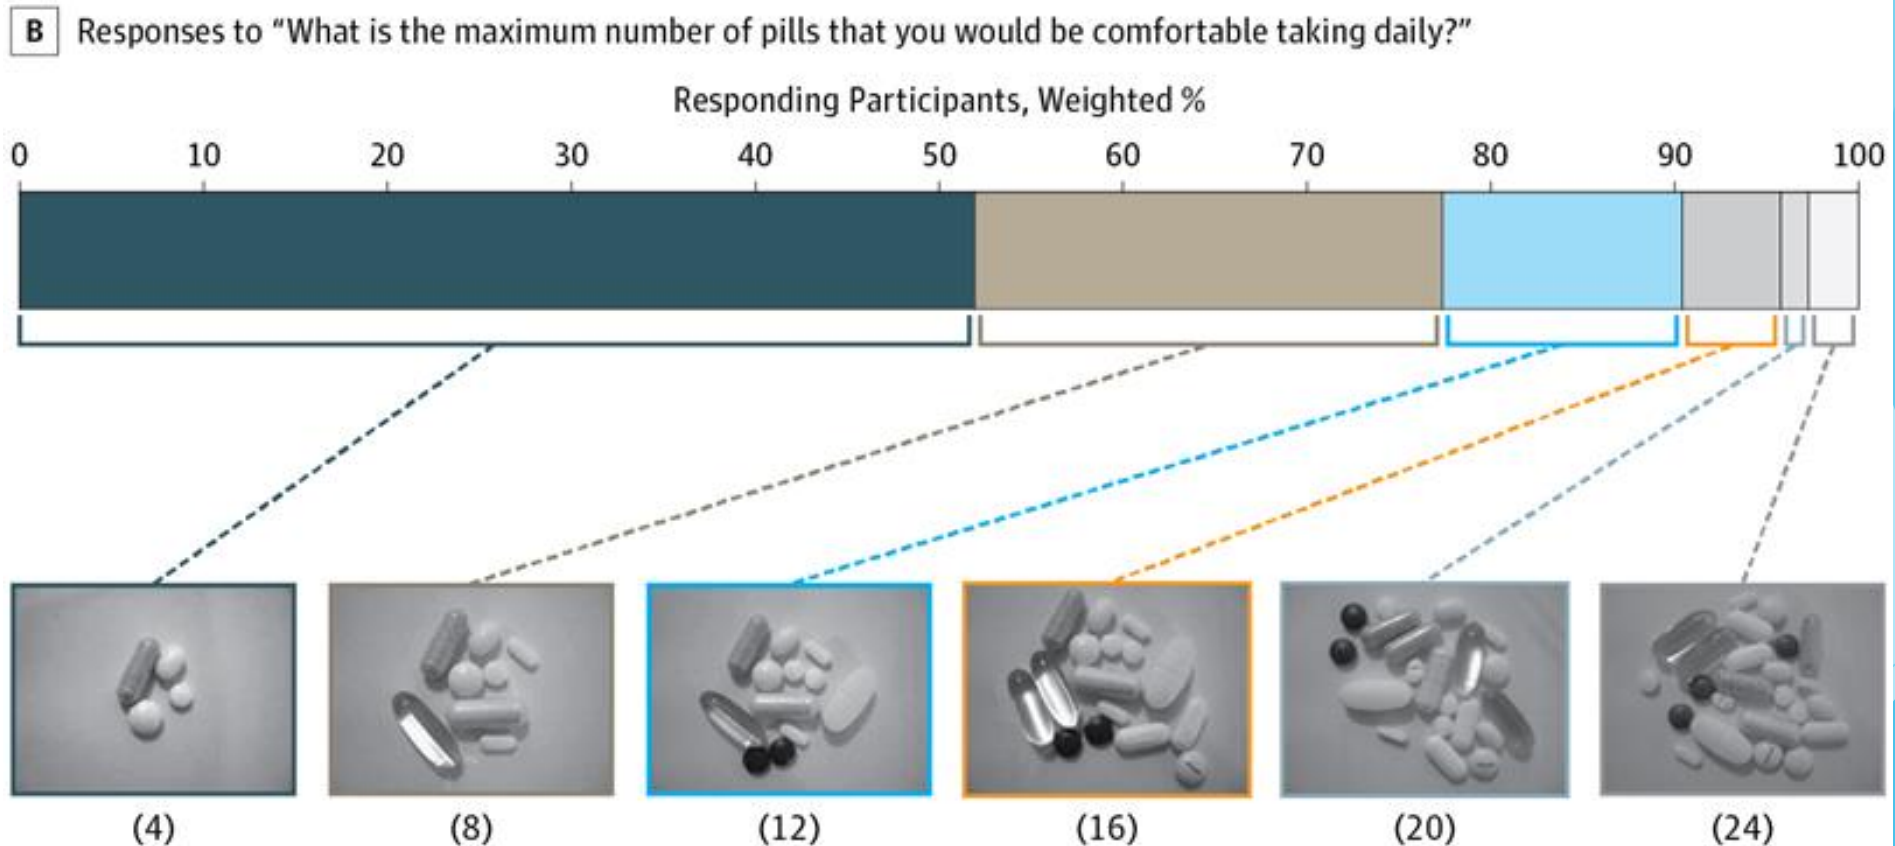 B Responses to “What is the maximum number of pills that you would be comfortable taking daily?”
Responding Participants, Weighted %
0 10 20 30 40 50 60 70 80 90 100
(4) (8) (12) (16) (20) (24)